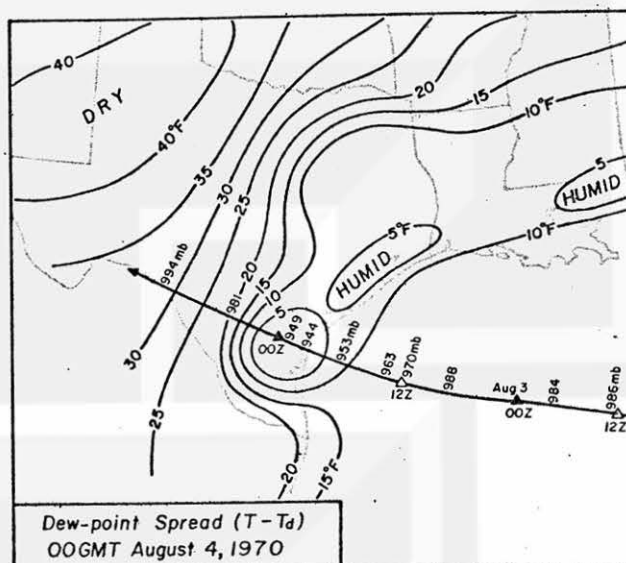 40
DRY
40°F
35
30
25
20
15
10°F
5
HUMID
10°F
5°F
HUMID
994mb
981
20
15
10
5
949
944
00Z
953mb
963
970mb
12Z
988
Aug 3
00Z
984
986mb
12Z
30
25
20
15°F
Dew-point Spread (T-Td)
00GMT August 4, 1970